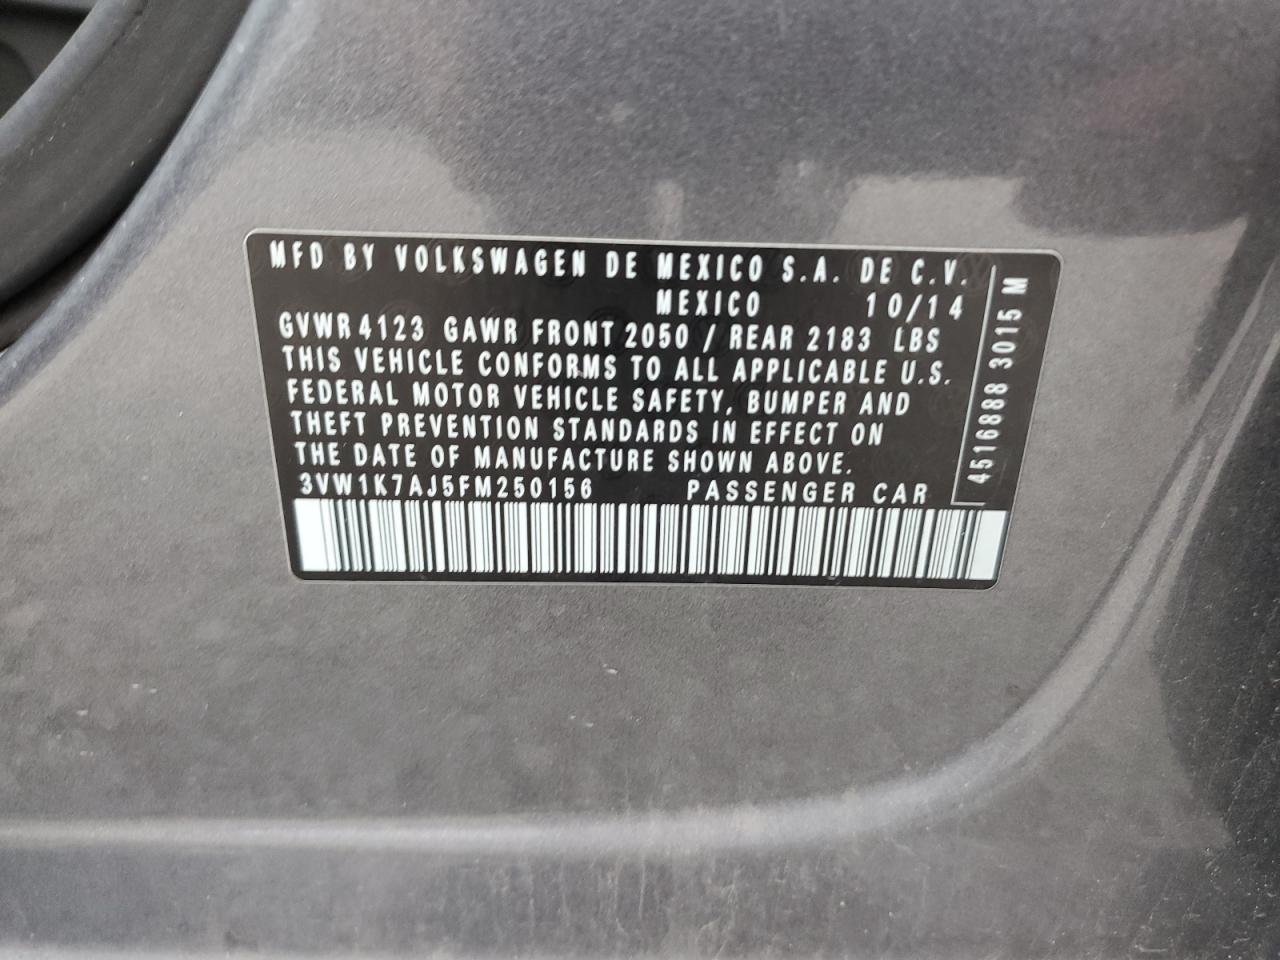 MFD BY VOLKSWAGEN DE MEXICO S.A. DE C.V.
MEXICO 10/14
GVWR 4123 GAWR FRONT 2050 / REAR 2183 LBS
THIS VEHICLE CONFORMS TO ALL APPLICABLE U.S.
FEDERAL MOTOR VEHICLE SAFETY, BUMPER AND
THEFT PREVENTION STANDARDS IN EFFECT ON
THE DATE OF MANUFACTURE SHOWN ABOVE.
3VW1K7AJ5FM250156 PASSENGER CAR
4516888 3015 M